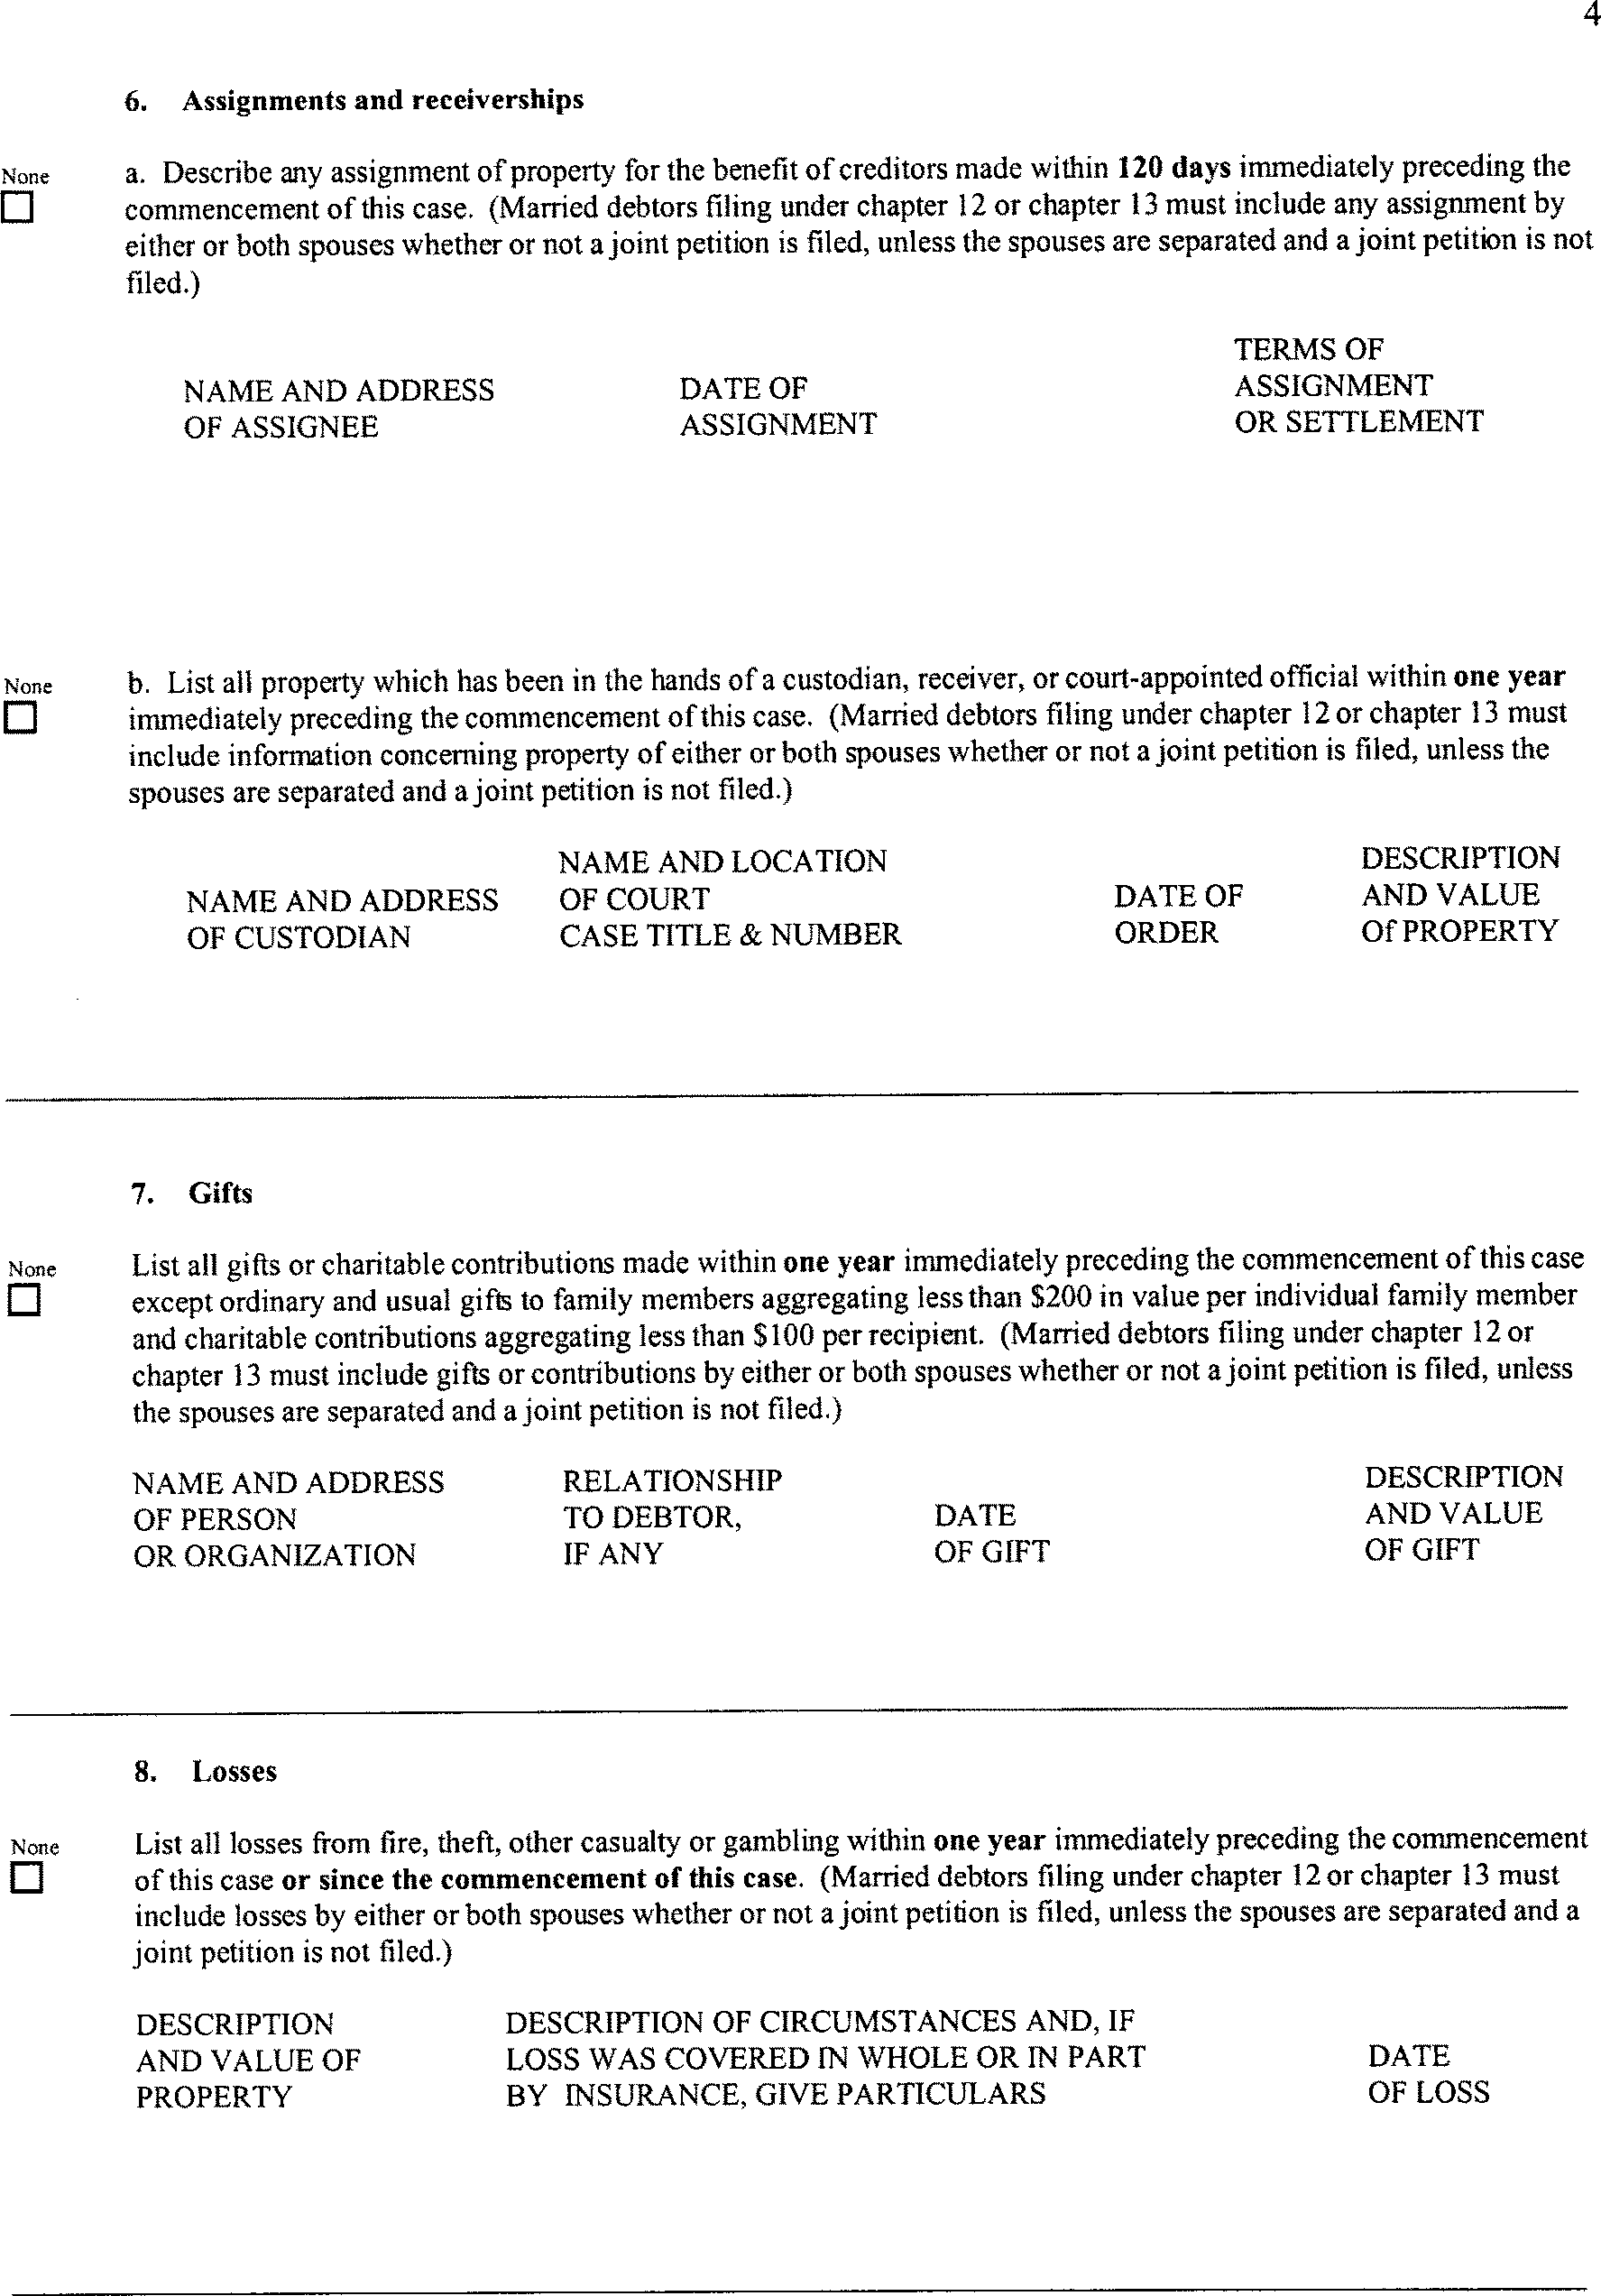 4
6. Assignments and receiverships
None
a. Describe any assignment of property for the benefit of creditors made within 120 days immediately preceding the
commencement of this case. (Married debtors filing under chapter 12 or chapter 13 must include any assignment by
either or both spouses whether or not a joint petition is filed, unless the spouses are separated and a joint petition is not
filed.)
NAME AND ADDRESS
OF ASSIGNEE
DATE OF
ASSIGNMENT
TERMS OF
ASSIGNMENT
OR SETTLEMENT
None
b. List all property which has been in the hands of a custodian, receiver, or court-appointed official within one year
immediately preceding the commencement of this case. (Married debtors filing under chapter 12 or chapter 13 must
include information concerning property of either or both spouses whether or not a joint petition is filed, unless the
spouses are separated and a joint petition is not filed.)
NAME AND ADDRESS
OF CUSTODIAN
NAME AND LOCATION
OF COURT
CASE TITLE & NUMBER
DATE OF
ORDER
DESCRIPTION
AND VALUE
Of PROPERTY
7. Gifts
None
List all gifts or charitable contributions made within one year immediately preceding the commencement of this case
except ordinary and usual gifts to family members aggregating less than $200 in value per individual family member
and charitable contributions aggregating less than $100 per recipient. (Married debtors filing under chapter 12 or
chapter 13 must include gifts or contributions by either or both spouses whether or not a joint petition is filed, unless
the spouses are separated and a joint petition is not filed.)
NAME AND ADDRESS
OF PERSON
OR ORGANIZATION
RELATIONSHIP
TO DEBTOR,
IF ANY
DATE
OF GIFT
DESCRIPTION
AND VALUE
OF GIFT
8. Losses
None
List all losses from fire, theft, other casualty or gambling within one year immediately preceding the commencement
of this case or since the commencement of this case. (Married debtors filing under chapter 12 or chapter 13 must
include losses by either or both spouses whether or not a joint petition is filed, unless the spouses are separated and a
joint petition is not filed.)
DESCRIPTION
AND VALUE OF
PROPERTY
DESCRIPTION OF CIRCUMSTANCES AND, IF
LOSS WAS COVERED IN WHOLE OR IN PART
BY INSURANCE, GIVE PARTICULARS
DATE
OF LOSS